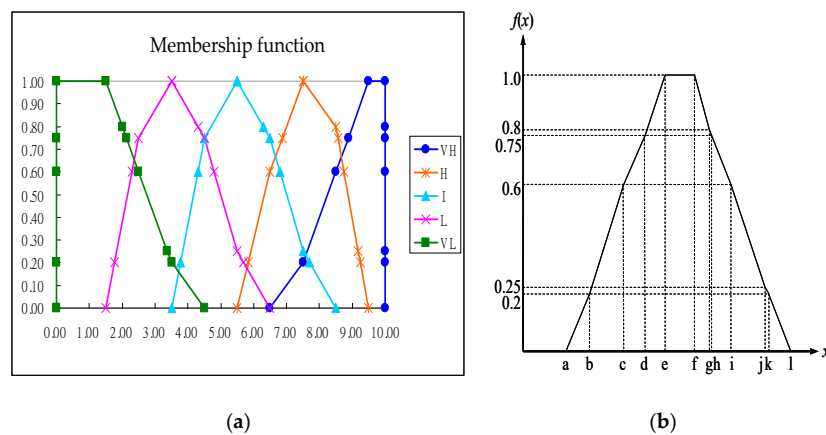 Membership function
1.00
0.90
0.80
0.70
0.60
0.50
0.40
0.30
0.20
0.10
0.00
0.00 1.00 2.00 3.00 4.00 5.00 6.00 7.00 8.00 9.00 10.00
VH
H
I
L
VL
(a)
f(x)
1.0
0.8
0.75
0.6
0.25
0.2
a b c d e f gh i jk l x
(b)